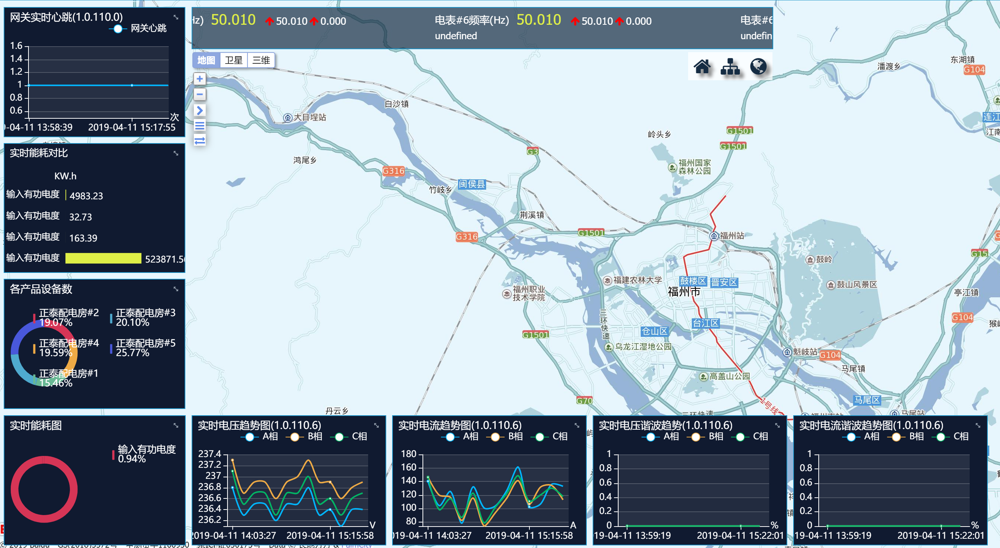 网关实时心跳(1.0.110.0)
网关心跳
1.6
1.4
1.2
1
0.8
0.6
次
-04-11 13:58:39
2019-04-11 15:17:55
实时能耗对比
KW.h
输入有功电度 4983.23
输入有功电度 32.73
输入有功电度 163.39
输入有功电度 523871.5
各产品设备数
正泰配电房#2
19.07%
正泰配电房#3
20.10%
正泰配电房#4
19.59%
正泰配电房#5
25.77%
正泰配电房#1
15.46%
实时能耗图
输入有功电度
0.94%
Hz) 50.010 50.010 0.000
电表#6频率(Hz) 50.010 50.010 0.000
undefined
电表#6
undefin
地图 卫星 三维
白沙镇
大目埕站
鸿尾乡
G316
竹岐乡
闽侯县
G3
荆溪镇
G316
G1501
岭头乡
G1501
G1501
福州国家
森林公园
潘渡乡
东湖镇
G104
连江
江南
福州站
鼓岭
鼓山风景区
G15
亭江镇
G104
福建农林大学
福州职业
技术学院
鼓楼区
晋安区
福州市
三环快速
台江区
仓山区
G1501
乌龙江湿地公园
魁岐站
G104
马尾镇
高盖山公园
马尾区
G70
1号线
丹云乡
三环快速
马尾站
实时电压趋势图(1.0.110.6)
A相 B相 C相
237.4
237.2
237
236.8
236.6
236.4
236.2
V
2019-04-11 14:03:27
2019-04-11 15:15:58
实时电流趋势图(1.0.110.6)
A相 B相 C相
180
160
140
120
100
80
A
19-04-11 14:03:27
2019-04-11 15:15:58
实时电压谐波趋势(1.0.110.6)
A相 B相 C相
1
0.8
0.6
0.4
0.2
0
%
19-04-11 13:59:19
2019-04-11 15:22:01
实时电流谐波趋势图(1.0.110.6)
A相 B相 C相
1
0.8
0.6
0.4
0.2
0
%
19-04-11 13:59:19
2019-04-11 15:22:01